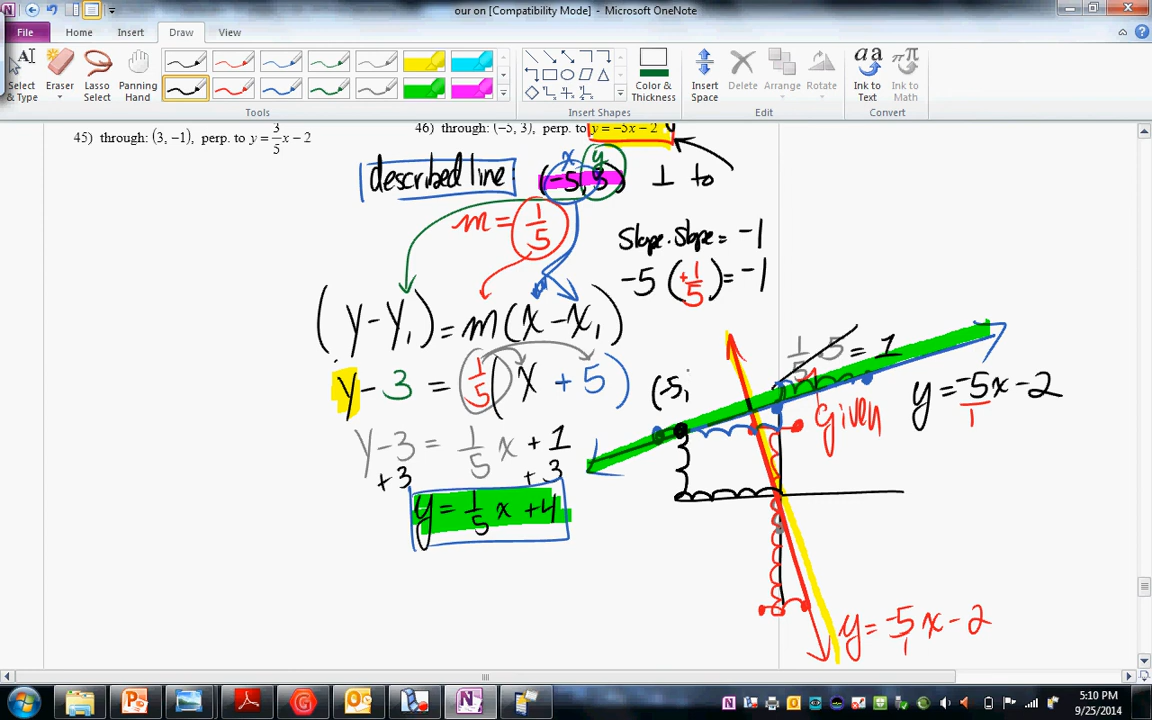 our on [Compatibility Mode] - Microsoft OneNote
File Home Insert Draw View
Select & Type
Eraser
Lasso Select
Panning Hand
Color & Thickness
Insert Space
Delete
Arrange
Rotate
Ink to Text
Ink to Math
Tools
Insert Shapes
Edit
Convert
45) through: (3, −1), perp. to y = 3/5 x − 2
46) through: (−5, 3), perp. to y = −5x − 2
x y
described line (−5, 3) ⊥ to
m = 1/5
Slope·Slope = −1
−5 (+1/5) = −1
(y − y₁) = m(x − x₁)
1/5 · 5 = 1
y − 3 = 1/5 (x + 5)
(−5,
y = −5/1 x − 2
given
y − 3 = 1/5 x + 1
+3 +3
y = 1/5 x + 4
y = −5/1 x − 2
5:10 PM
9/25/2014